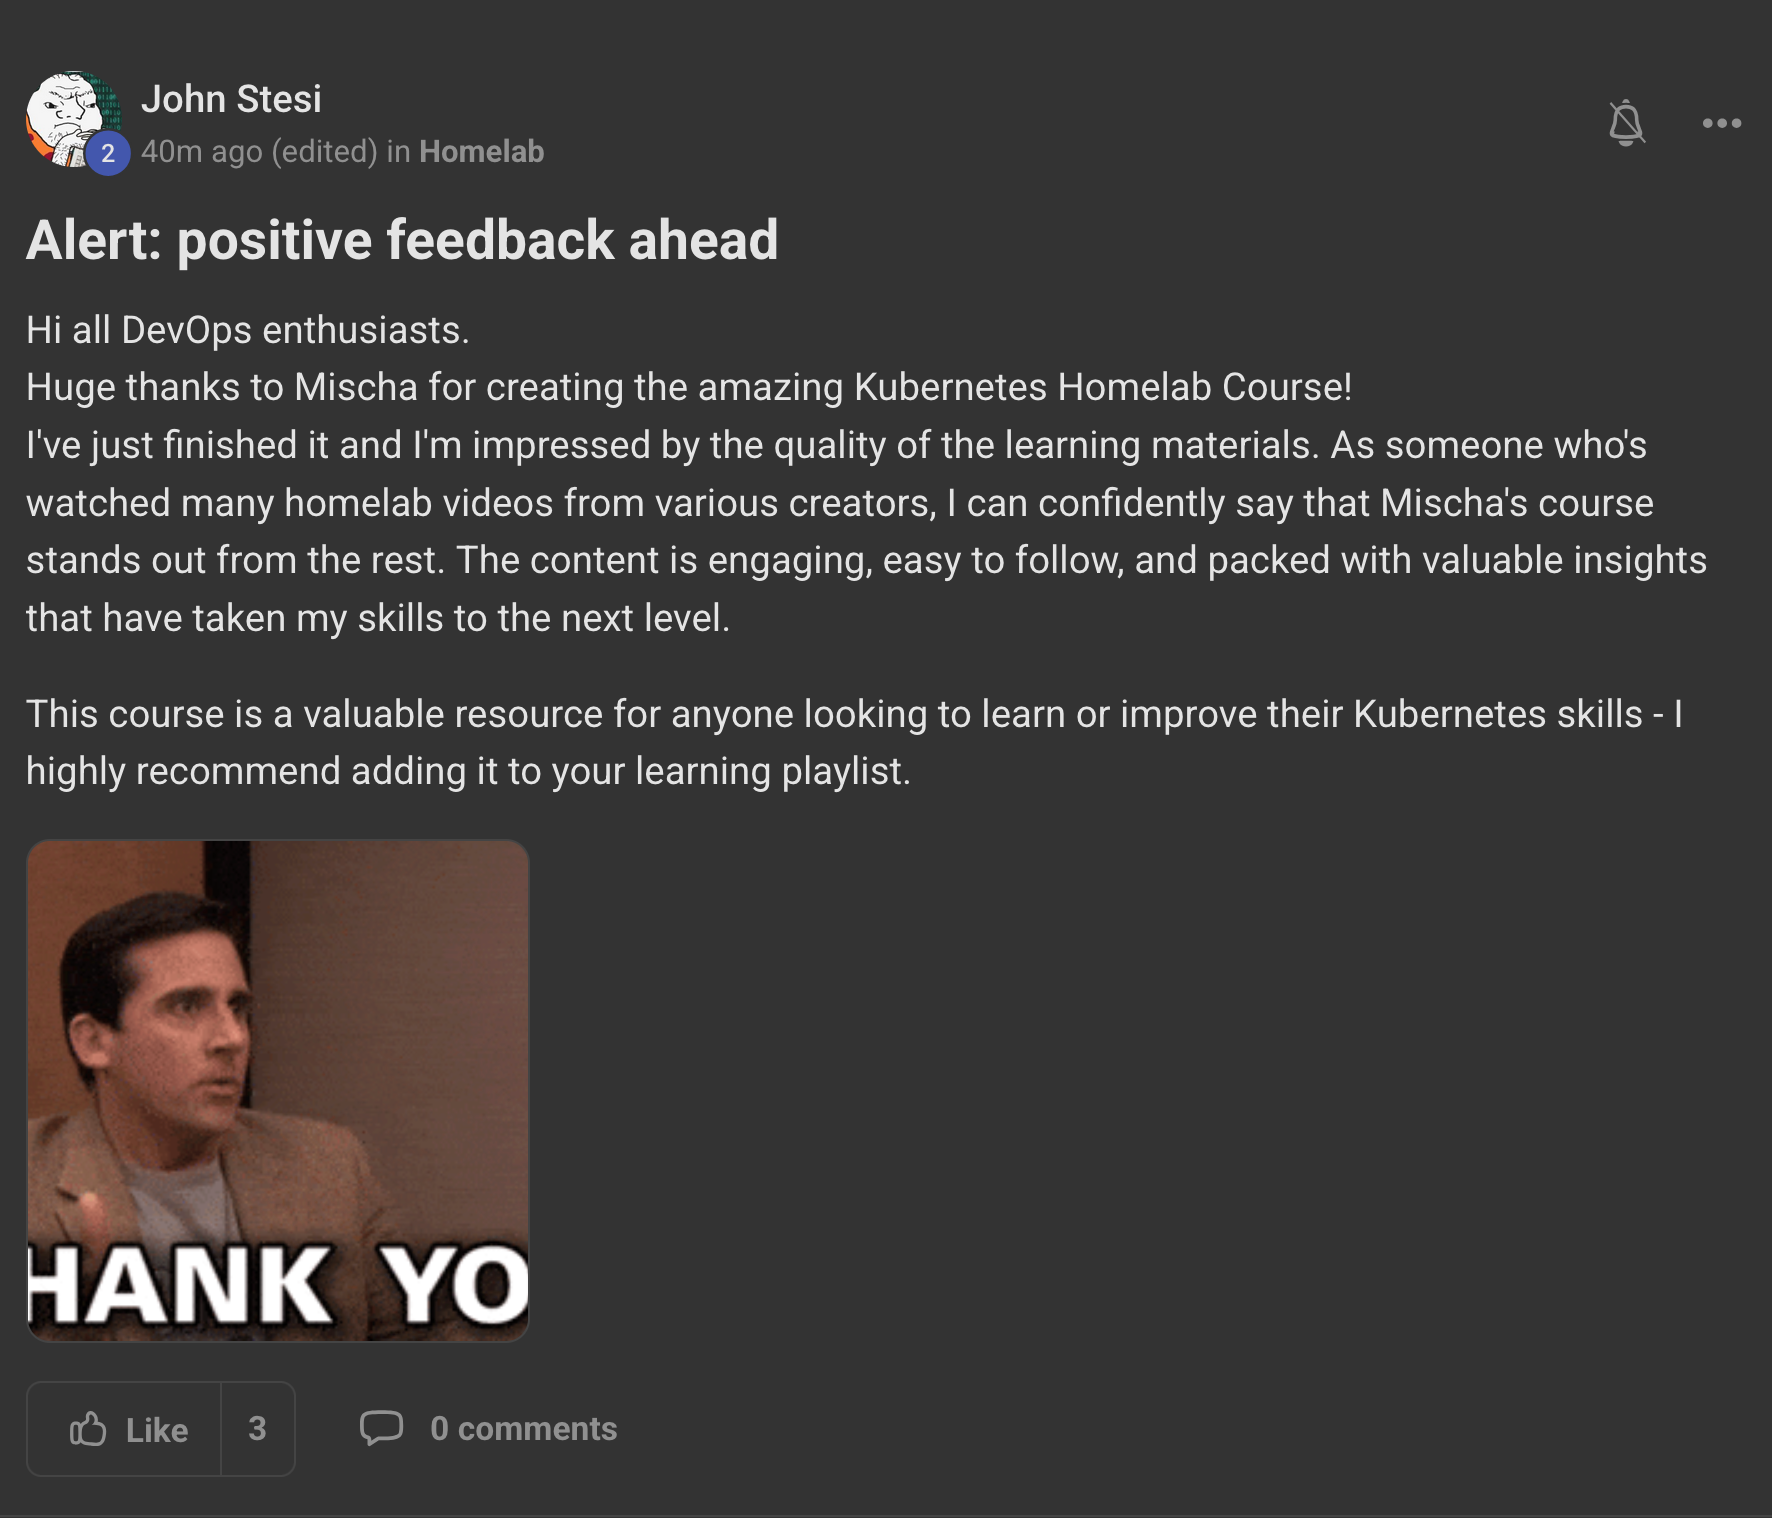 John Stesi
2
40m ago (edited) in Homelab
Alert: positive feedback ahead
Hi all DevOps enthusiasts.
Huge thanks to Mischa for creating the amazing Kubernetes Homelab Course!
I've just finished it and I'm impressed by the quality of the learning materials. As someone who's
watched many homelab videos from various creators, I can confidently say that Mischa's course
stands out from the rest. The content is engaging, easy to follow, and packed with valuable insights
that have taken my skills to the next level.
This course is a valuable resource for anyone looking to learn or improve their Kubernetes skills - I
highly recommend adding it to your learning playlist.
HANK YO
Like 3 0 comments